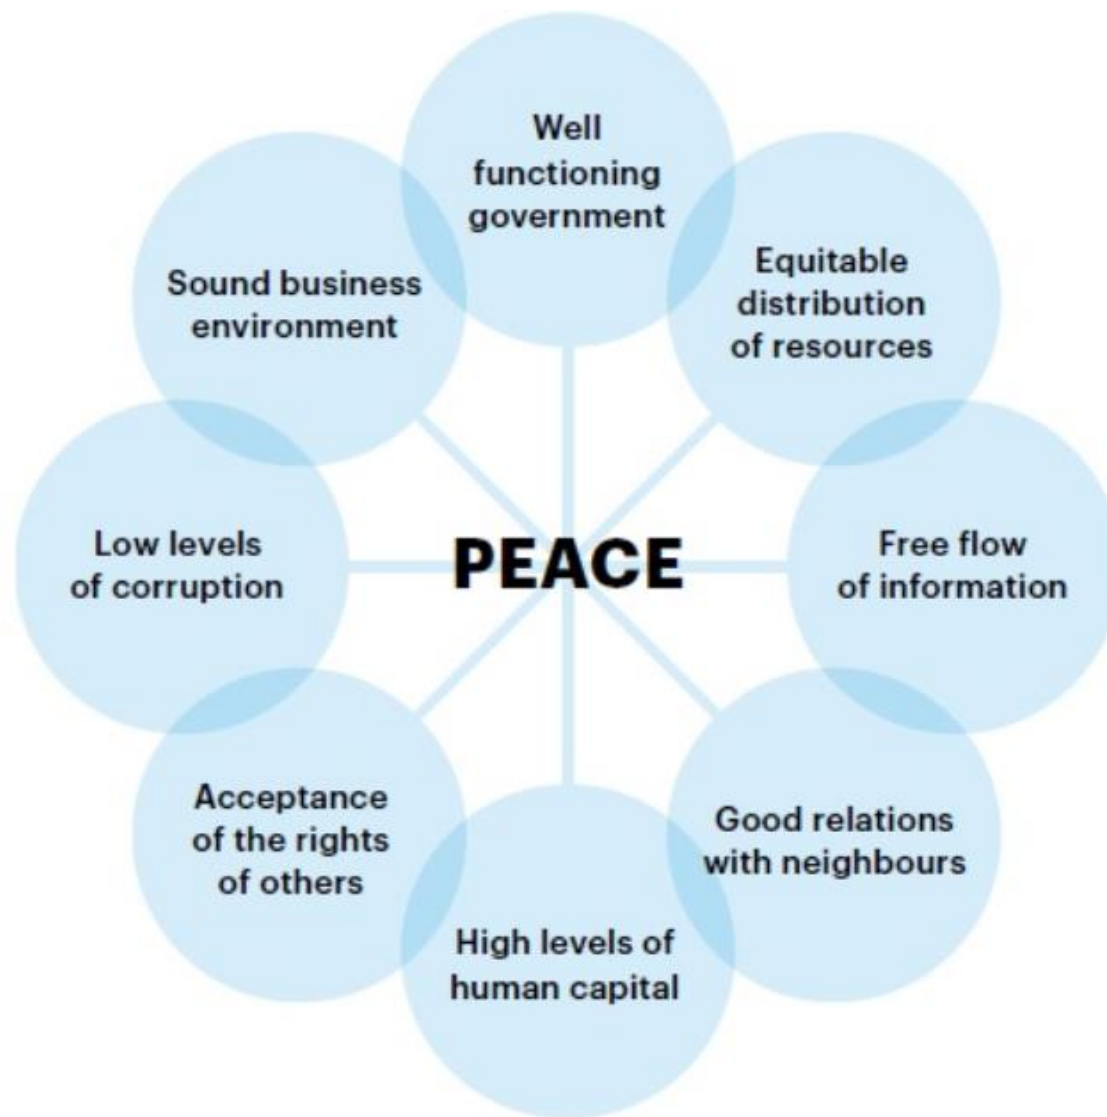 Well
functioning
government
Equitable
distribution
of resources
Free flow
of information
Good relations
with neighbours
High levels of
human capital
Acceptance
of the rights
of others
Low levels
of corruption
Sound business
environment
PEACE